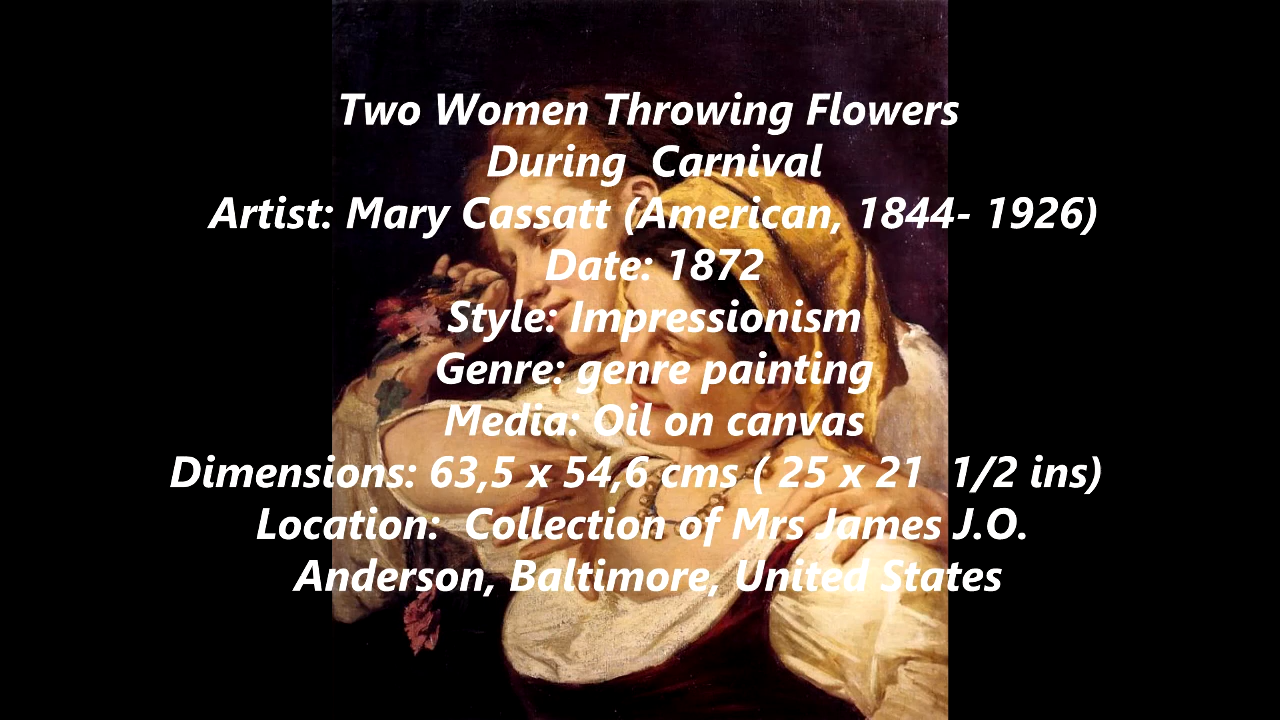 Two Women Throwing Flowers
During  Carnival
Artist: Mary Cassatt (American, 1844- 1926)
Date: 1872
Style: Impressionism
Genre: genre painting
Media: Oil on canvas
Dimensions: 63,5 x 54,6 cms ( 25 x 21  1/2 ins)
Location:  Collection of Mrs James J.O.
Anderson, Baltimore, United States